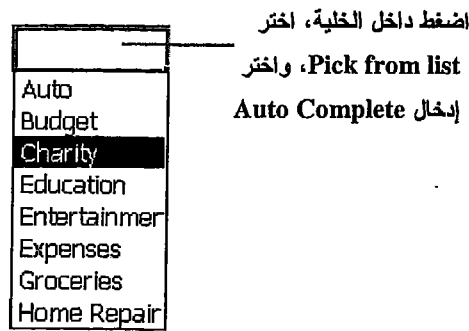 اضغط داخل الخلية، اختر
Pick from list، واختر
إدخال Auto Complete
Auto
Budget
Charity
Education
Entertainmer
Expenses
Groceries
Home Repair